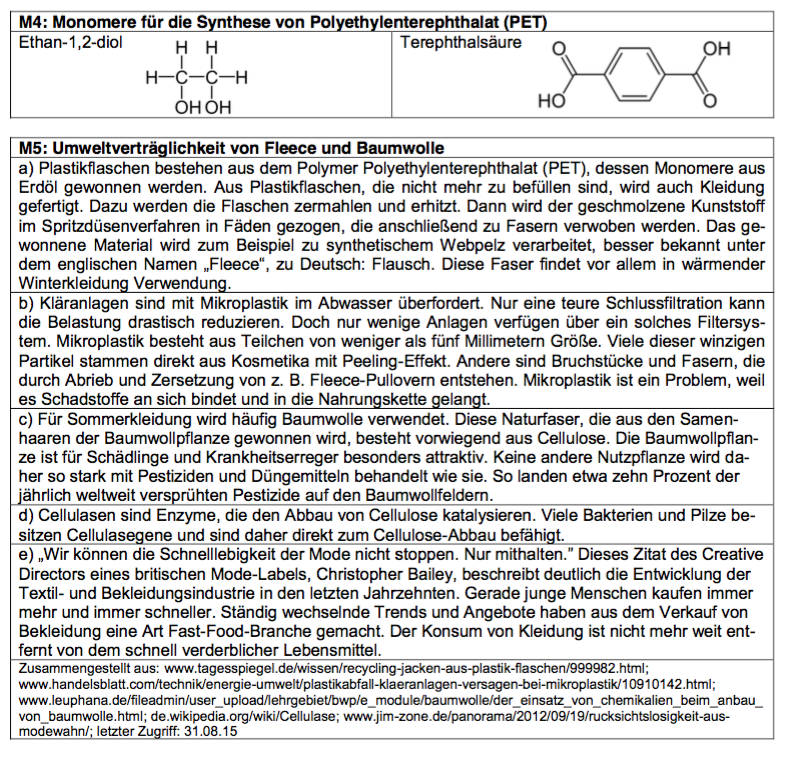 M4: Monomere für die Synthese von Polyethylenterephthalat (PET)
Ethan-1,2-diol
H H
H–C–C–H
OH OH
Terephthalsäure
O
OH
HO
O
M5: Umweltverträglichkeit von Fleece und Baumwolle
a) Plastikflaschen bestehen aus dem Polymer Polyethylenterephthalat (PET), dessen Monomere aus
Erdöl gewonnen werden. Aus Plastikflaschen, die nicht mehr zu befüllen sind, wird auch Kleidung
gefertigt. Dazu werden die Flaschen zermahlen und erhitzt. Dann wird der geschmolzene Kunststoff
im Spritzdüsenverfahren in Fäden gezogen, die anschließend zu Fasern verwoben werden. Das ge-
wonnene Material wird zum Beispiel zu synthetischem Webpelz verarbeitet, besser bekannt unter
dem englischen Namen „Fleece“, zu Deutsch: Flausch. Diese Faser findet vor allem in wärmender
Winterkleidung Verwendung.
b) Kläranlagen sind mit Mikroplastik im Abwasser überfordert. Nur eine teure Schlussfiltration kann
die Belastung drastisch reduzieren. Doch nur wenige Anlagen verfügen über ein solches Filtersys-
tem. Mikroplastik besteht aus Teilchen von weniger als fünf Millimetern Größe. Viele dieser winzigen
Partikel stammen direkt aus Kosmetika mit Peeling-Effekt. Andere sind Bruchstücke und Fasern, die
durch Abrieb und Zersetzung von z. B. Fleece-Pullovern entstehen. Mikroplastik ist ein Problem, weil
es Schadstoffe an sich bindet und in die Nahrungskette gelangt.
c) Für Sommerkleidung wird häufig Baumwolle verwendet. Diese Naturfaser, die aus den Samen-
haaren der Baumwollpflanze gewonnen wird, besteht vorwiegend aus Cellulose. Die Baumwollpflan-
ze ist für Schädlinge und Krankheitserreger besonders attraktiv. Keine andere Nutzpflanze wird da-
her so stark mit Pestiziden und Düngemitteln behandelt wie sie. So landen etwa zehn Prozent der
jährlich weltweit versprühten Pestizide auf den Baumwollfeldern.
d) Cellulasen sind Enzyme, die den Abbau von Cellulose katalysieren. Viele Bakterien und Pilze be-
sitzen Cellulasegene und sind daher direkt zum Cellulose-Abbau befähigt.
e) „Wir können die Schnelllebigkeit der Mode nicht stoppen. Nur mithalten.” Dieses Zitat des Creative
Directors eines britischen Mode-Labels, Christopher Bailey, beschreibt deutlich die Entwicklung der
Textil- und Bekleidungsindustrie in den letzten Jahrzehnten. Gerade junge Menschen kaufen immer
mehr und immer schneller. Ständig wechselnde Trends und Angebote haben aus dem Verkauf von
Bekleidung eine Art Fast-Food-Branche gemacht. Der Konsum von Kleidung ist nicht mehr weit ent-
fernt von dem schnell verderblicher Lebensmittel.
Zusammengestellt aus: www.tagesspiegel.de/wissen/recycling-jacken-aus-plastik-flaschen/999982.html;
www.handelsblatt.com/technik/energie-umwelt/plastikabfall-klaeranlagen-versagen-bei-mikroplastik/10910142.html;
www.leuphana.de/fileadmin/user_upload/lehrgebiet/bwp/e_module/baumwolle/der_einsatz_von_chemikalien_beim_anbau_
von_baumwolle.html; de.wikipedia.org/wiki/Cellulase; www.jim-zone.de/panorama/2012/09/19/rucksichtslosigkeit-aus-
modewahn/; letzter Zugriff: 31.08.15